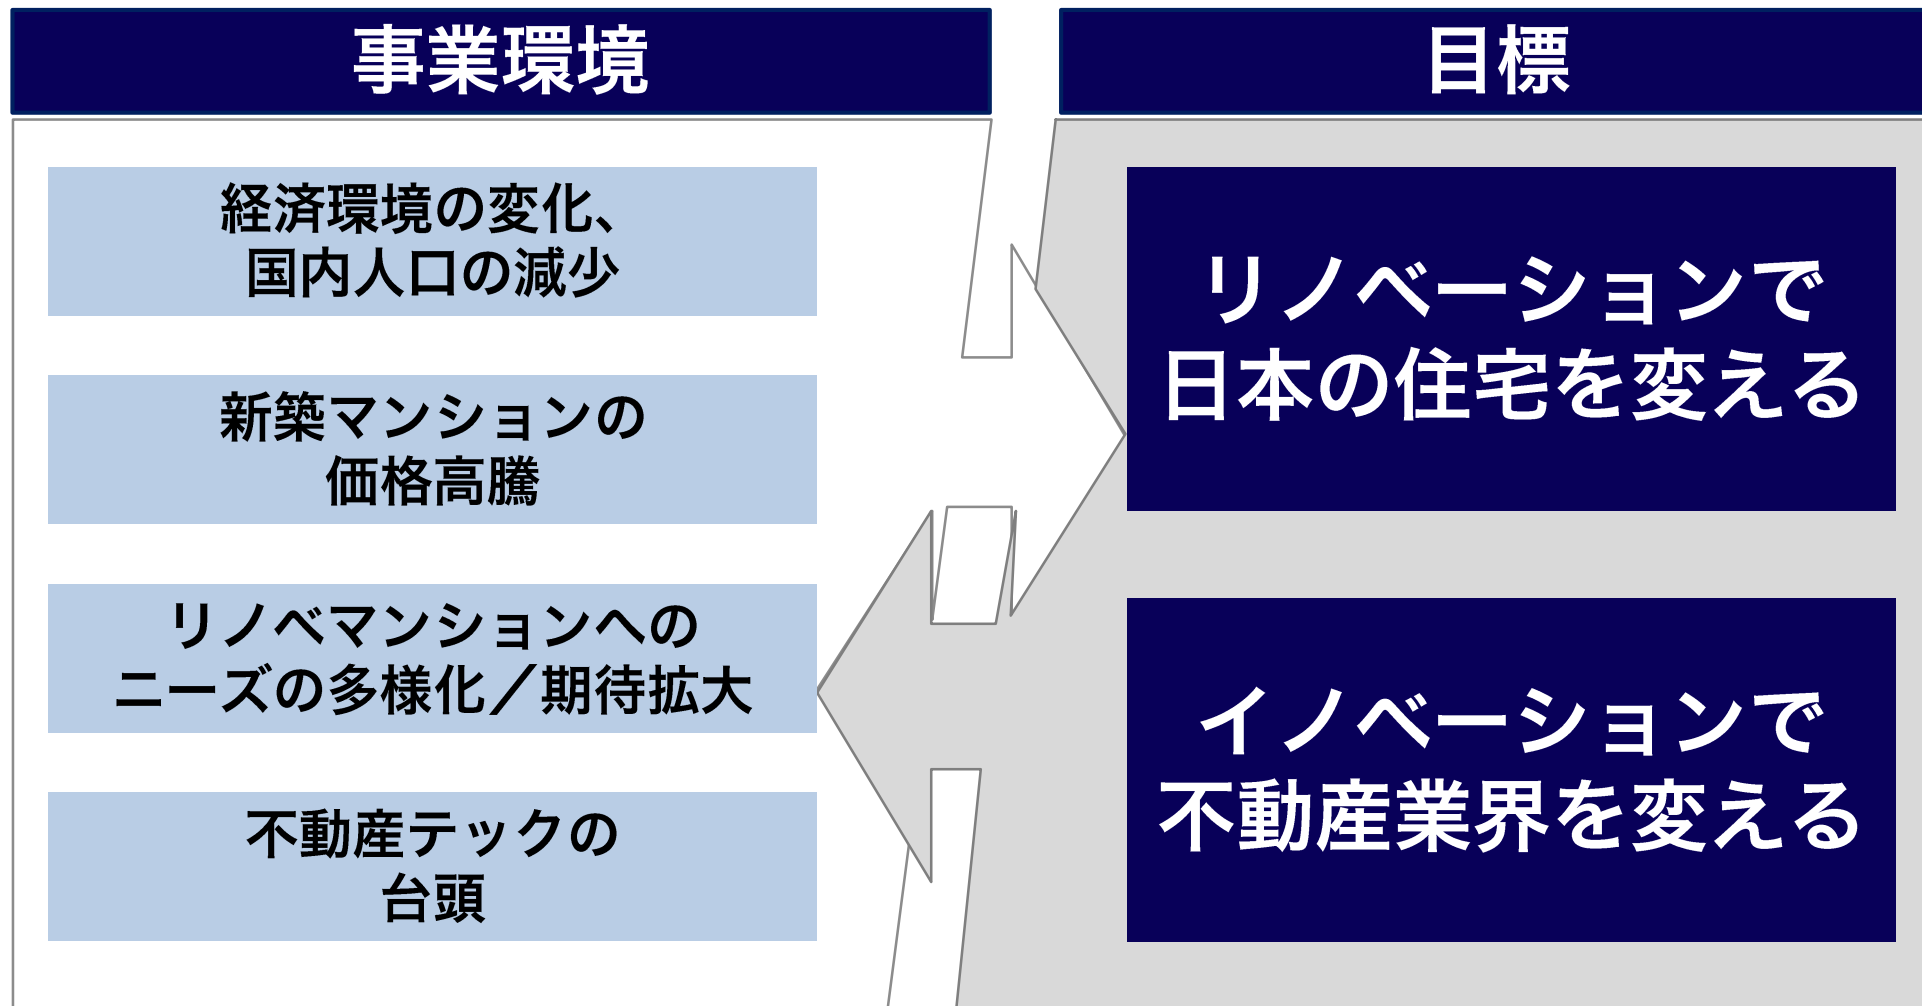 事業環境
経済環境の変化、
国内人口の減少
新築マンションの
価格高騰
リノベマンションへの
ニーズの多様化／期待拡大
不動産テックの
台頭
目標
リノベーションで
日本の住宅を変える
イノベーションで
不動産業界を変える